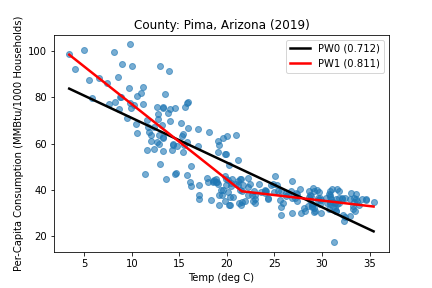 County: Pima, Arizona (2019)
Per-Capita Consumption (MMBtu/1000 Households)
100
80
60
40
20
PW0 (0.712)
PW1 (0.811)
5 10 15 20 25 30 35
Temp (deg C)